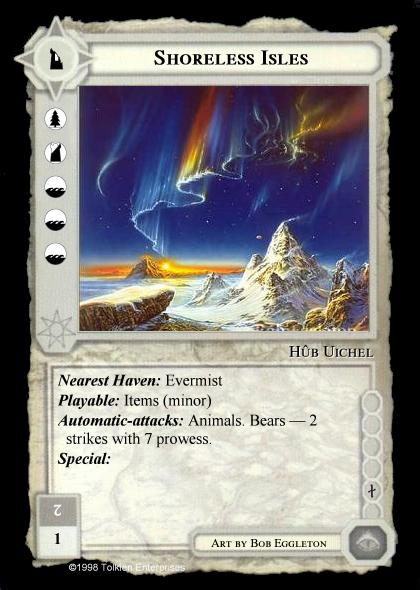 SHORELESS ISLES
HÛB UICHEL
Nearest Haven: Evermist
Playable: Items (minor)
Automatic-attacks: Animals. Bears — 2
strikes with 7 prowess.
Special:
2
1
ART BY BOB EGGLETON
©1998 Tolkien Enterprises